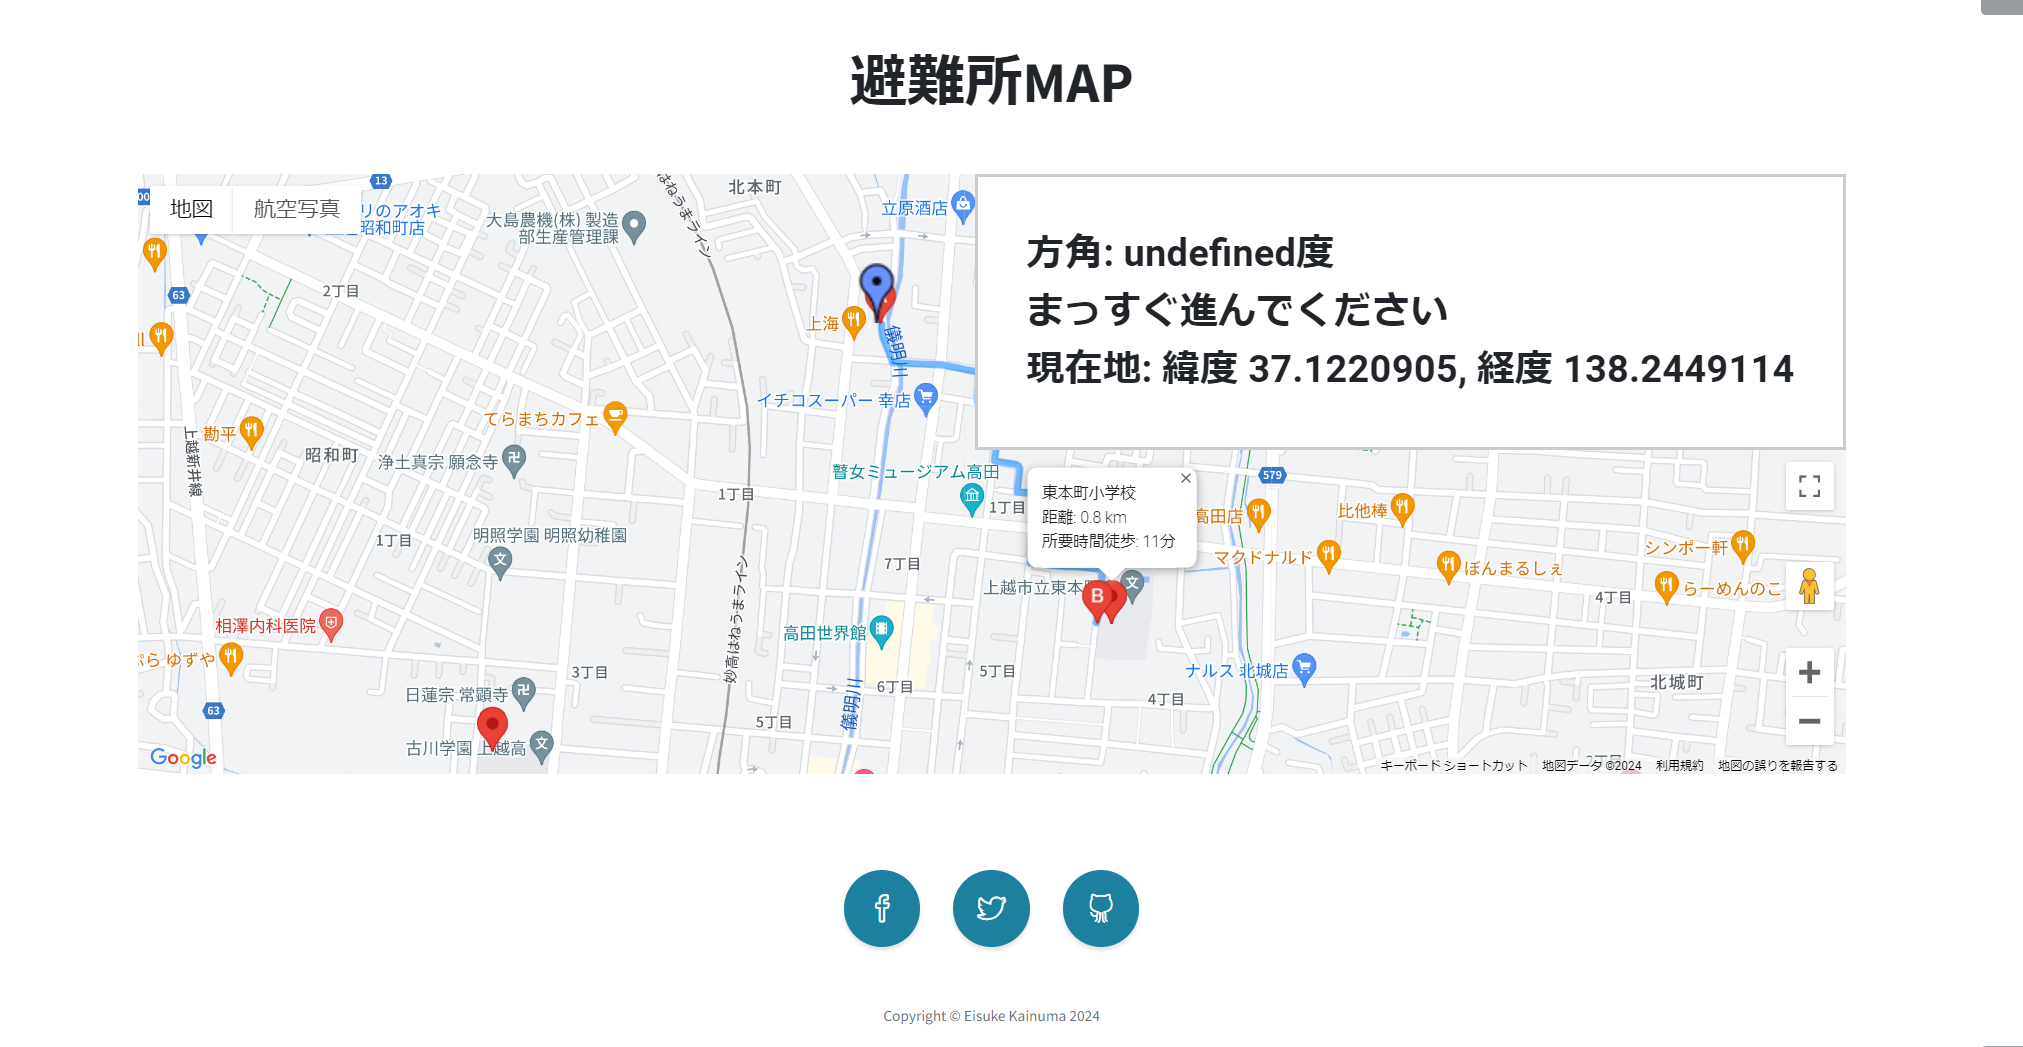 避難所MAP
地図
航空写真
13
63
北本町
立原酒店
リのアオキ
昭和町店
大島農機(株) 製造
部生産管理課
はねうまライン
2丁目
上海
儀明川
イチコスーパー 幸店
てらまちカフェ
勘平
昭和町
浄土真宗 願念寺
上越新井線
瞽女ミュージアム高田
1丁目
1丁目
方角: undefined度
まっすぐ進んでください
現在地: 緯度 37.1220905, 経度 138.2449114
579
東本町小学校
距離: 0.8 km
所要時間徒歩: 11分
高田店
比他棒
マクドナルド
ぼんまるしぇ
シンポー軒
らーめんのこ
4丁目
明照学園 明照幼稚園
1丁目
7丁目
上越市立東本町
B
妙高はねうまライン
相澤内科医院
ぷら ゆずや
高田世界館
3丁目
5丁目
6丁目
ナルス 北城店
4丁目
北城町
日蓮宗 常顕寺
63
5丁目
儀明川
古川学園 上越高
2丁目
Google
キーボード ショートカット
地図データ ©2024
利用規約
地図の誤りを報告する
Copyright © Eisuke Kainuma 2024